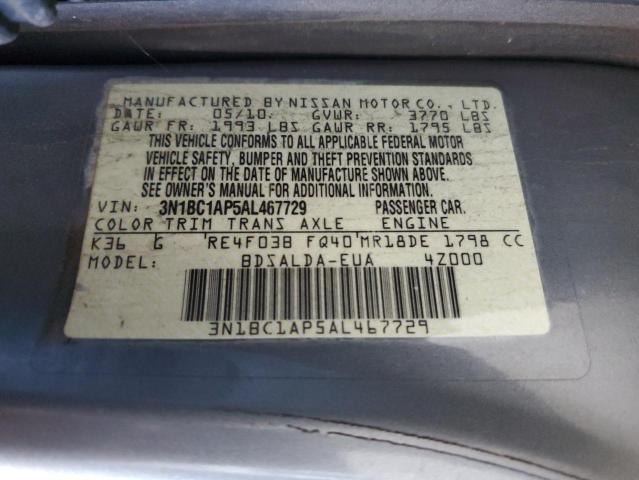 MANUFACTURED BY NISSAN MOTOR CO., LTD.
DATE: 05/10. GVWR: 3770 LBS
GAWR FR: 1993 LBS GAWR RR: 1795 LBS
THIS VEHICLE CONFORMS TO ALL APPLICABLE FEDERAL MOTOR
VEHICLE SAFETY, BUMPER AND THEFT PREVENTION STANDARDS
IN EFFECT ON THE DATE OF MANUFACTURE SHOWN ABOVE.
SEE OWNER'S MANUAL FOR ADDITIONAL INFORMATION.
VIN: 3N1BC1AP5AL467729 PASSENGER CAR.
COLOR TRIM TRANS AXLE ENGINE
K36 G RE4F03B FQ40 MR18DE 1798 CC
BDSALDA-EUA 4Z000
3N1BC1AP5AL467729